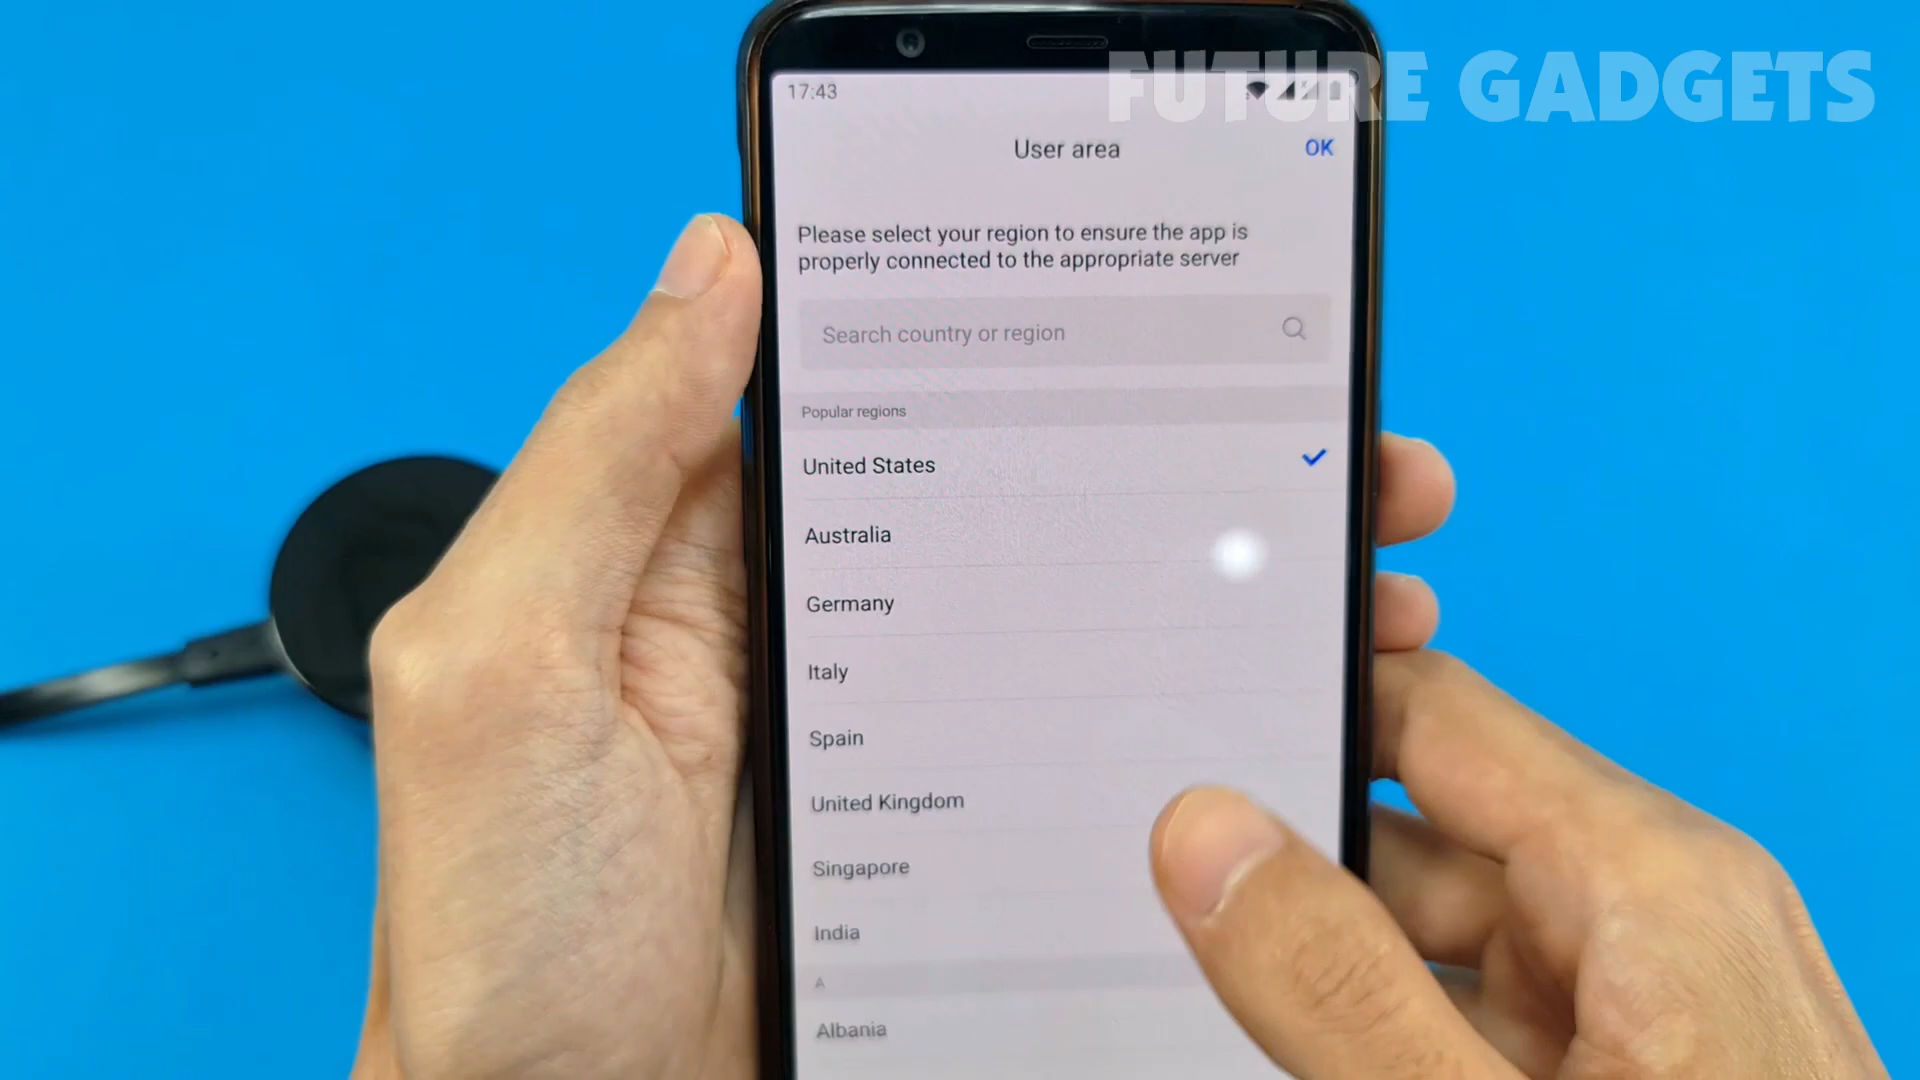 FUTURE GADGETS
17:43
User area
OK
Please select your region to ensure the app is
properly connected to the appropriate server
Search country or region
Popular regions
United States
Australia
Germany
Italy
Spain
United Kingdom
Singapore
India
A
Albania